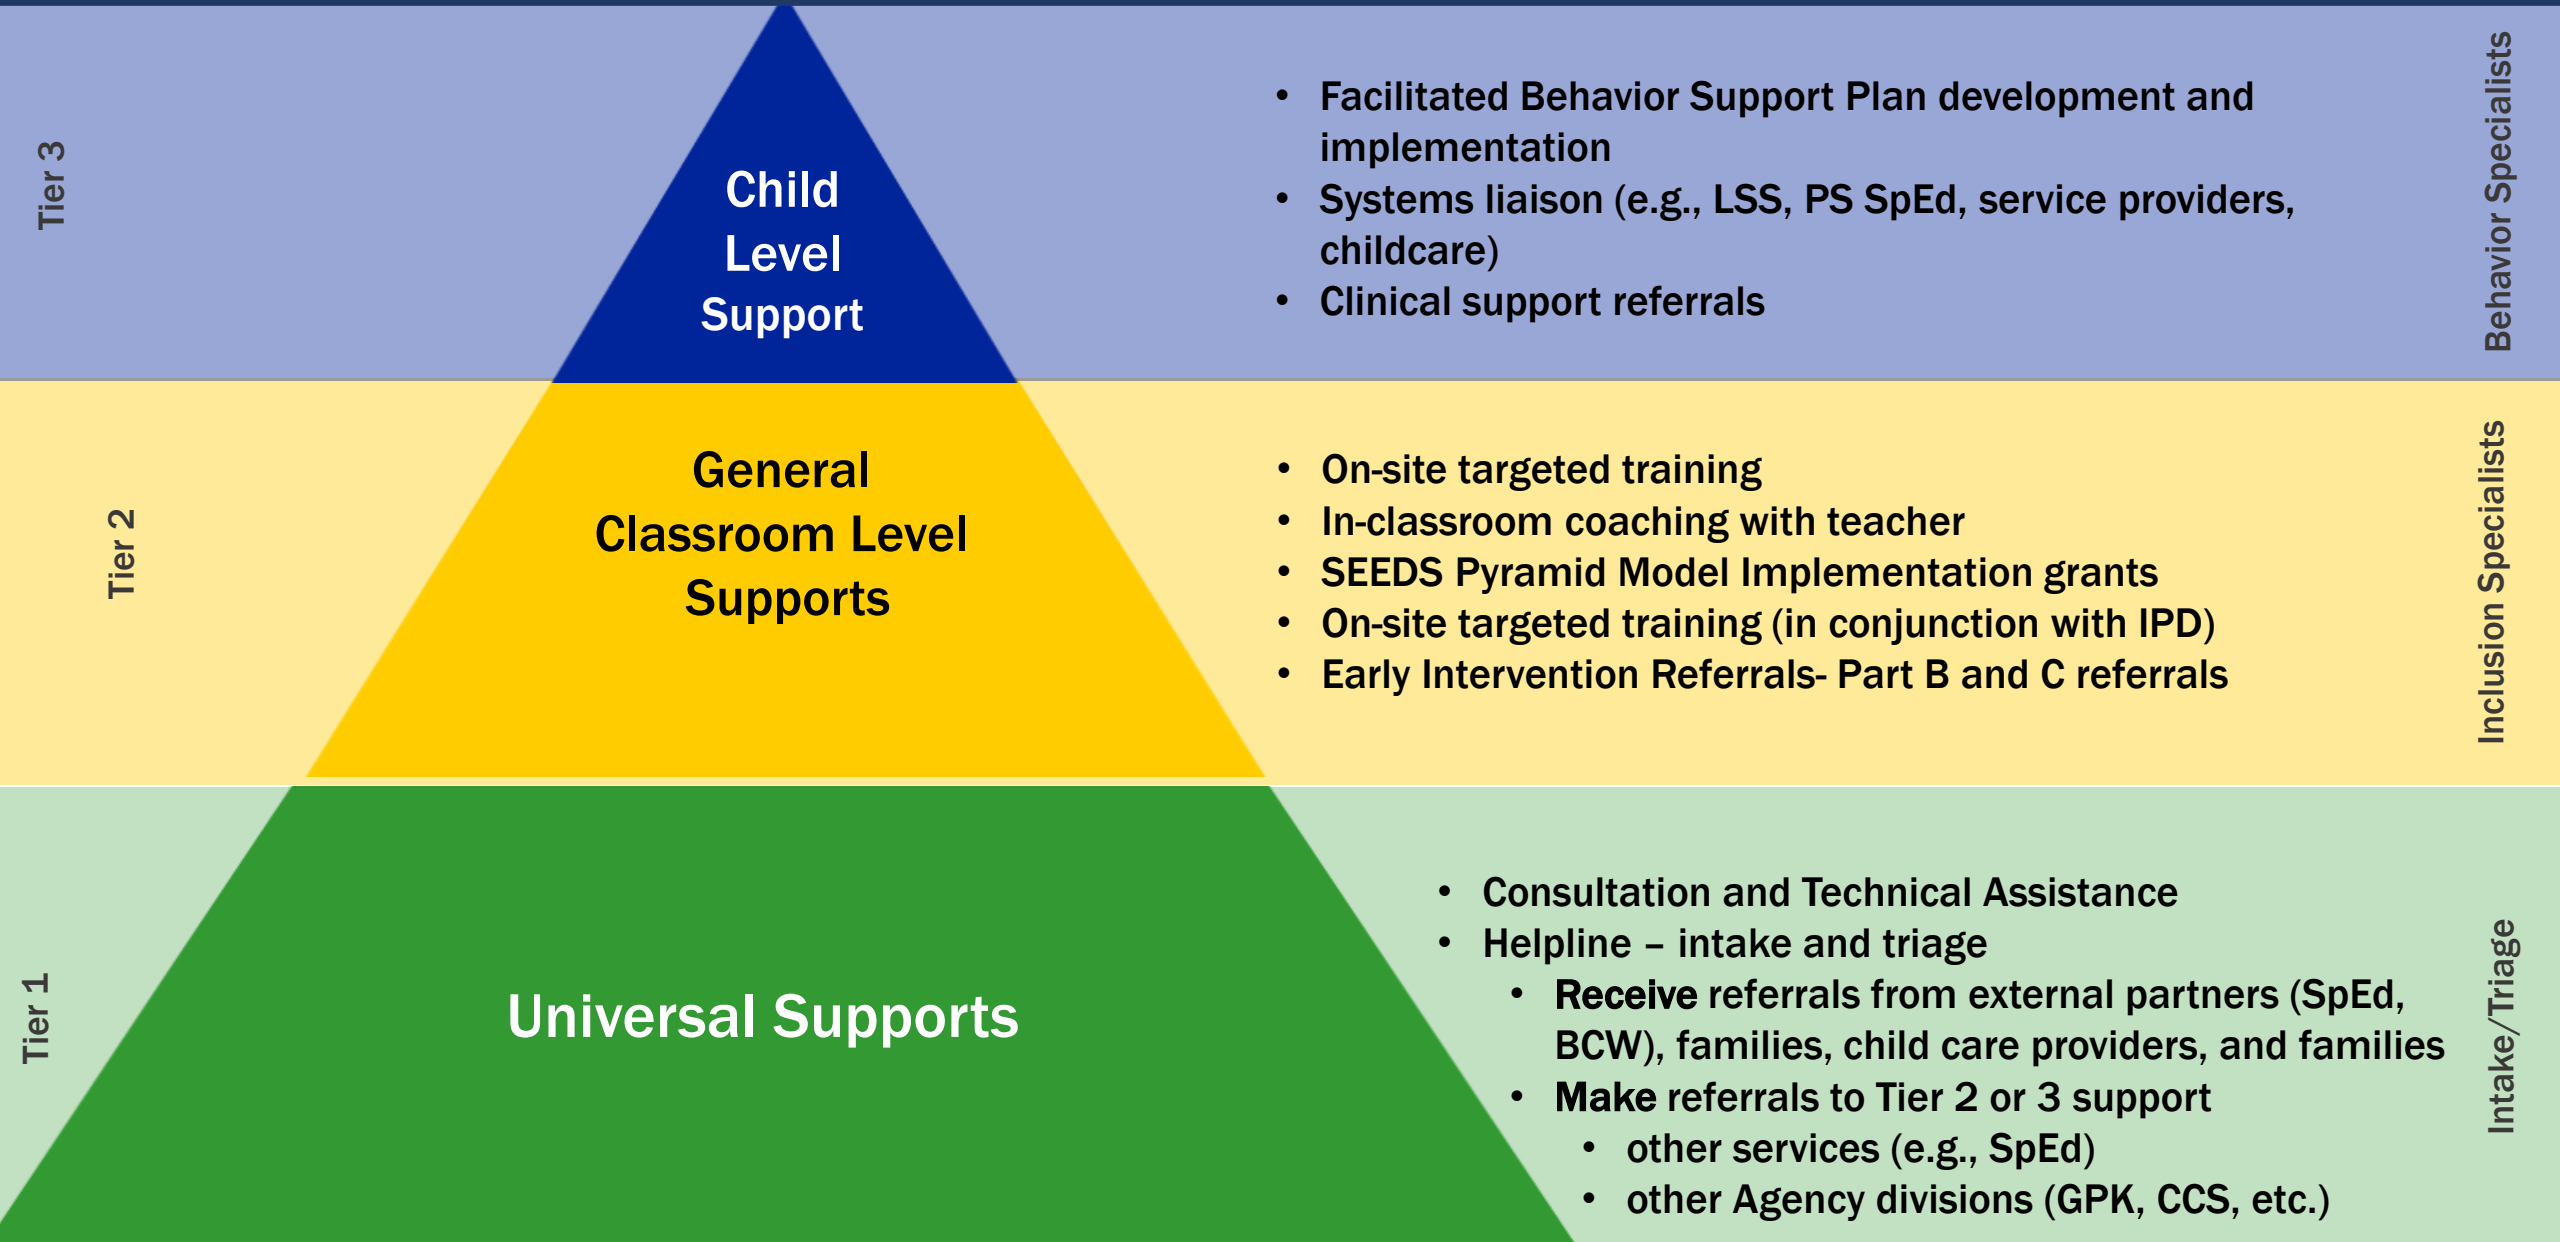 Tier 3
Child
Level
Support
• Facilitated Behavior Support Plan development and
implementation
• Systems liaison (e.g., LSS, PS SpEd, service providers,
childcare)
• Clinical support referrals
Behavior Specialists
Tier 2
General
Classroom Level
Supports
• On-site targeted training
• In-classroom coaching with teacher
• SEEDS Pyramid Model Implementation grants
• On-site targeted training (in conjunction with IPD)
• Early Intervention Referrals- Part B and C referrals
Inclusion Specialists
Tier 1
Universal Supports
• Consultation and Technical Assistance
• Helpline – intake and triage
• Receive referrals from external partners (SpEd,
BCW), families, child care providers, and families
• Make referrals to Tier 2 or 3 support
• other services (e.g., SpEd)
• other Agency divisions (GPK, CCS, etc.)
Intake/Triage